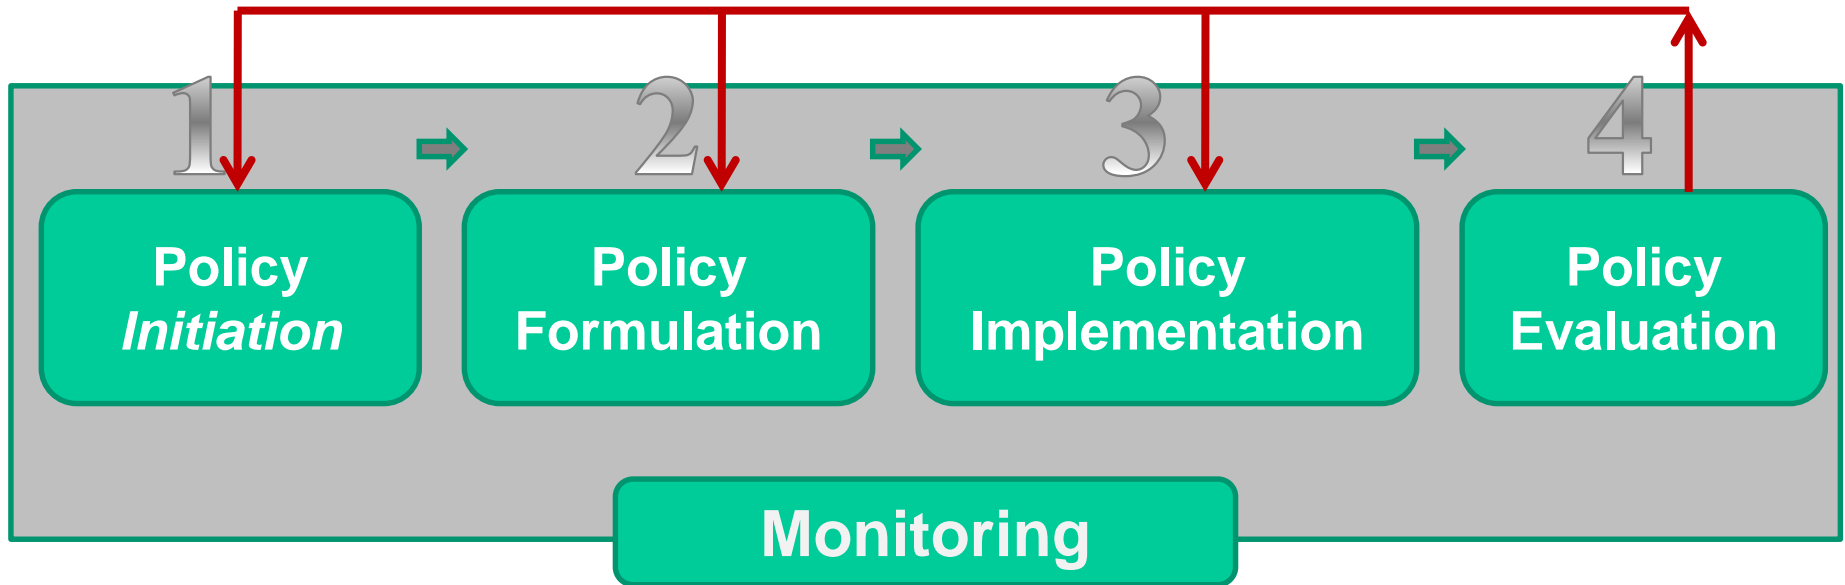 1
2
3
4
Policy
Initiation
Policy
Formulation
Policy
Implementation
Policy
Evaluation
Monitoring